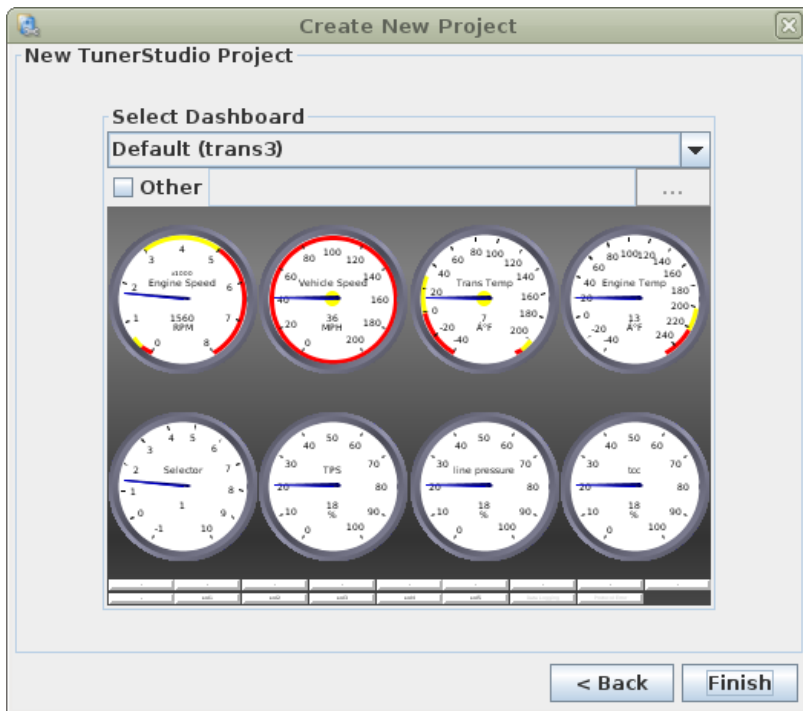 Create New Project
New TunerStudio Project
Select Dashboard
Default (trans3)
Other
...
3 4 5
x1000
Engine Speed
2 6
1 1560 7
RPM
0 8
80 100 120
60 Vehicle Speed 140
40 160
20 36 180
MPH
0 200
60 80 100 120
40 Trans Temp 140
20 160
0 7 180
Â°F
-20 200
-40
60 80 100 120 140
40 Engine Temp 160
20 180
0 13 200
Â°F
-20 220
-40 240
3 4 5 6
2 Selector 7
1 8
0 1 9
-1 10
40 50 60
30 TPS 70
20 80
10 18 90
%
0 100
40 50 60
30 line pressure 70
20 80
10 18 90
%
0 100
40 50 60
30 tcc 70
20 80
10 18 90
%
0 100
sol1 sol2 sol3 sol4 sol5
< Back
Finish